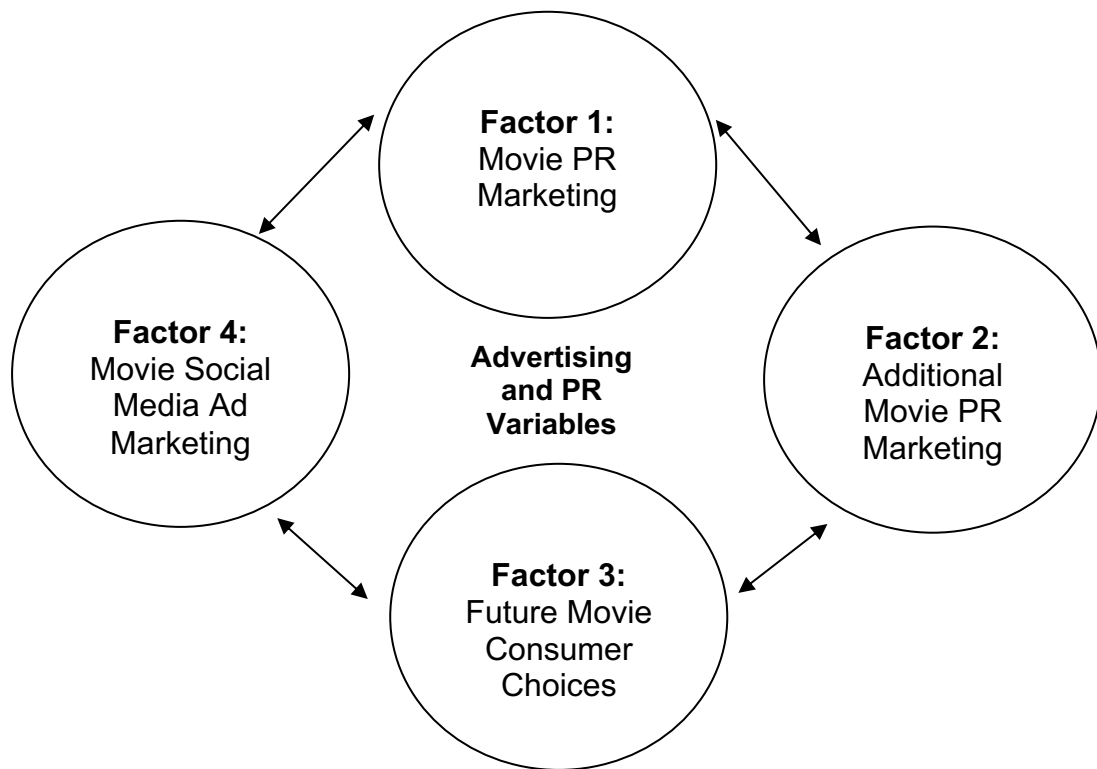 Factor 1:
Movie PR
Marketing
Factor 4:
Movie Social
Media Ad
Marketing
Advertising
and PR
Variables
Factor 2:
Additional
Movie PR
Marketing
Factor 3:
Future Movie
Consumer
Choices